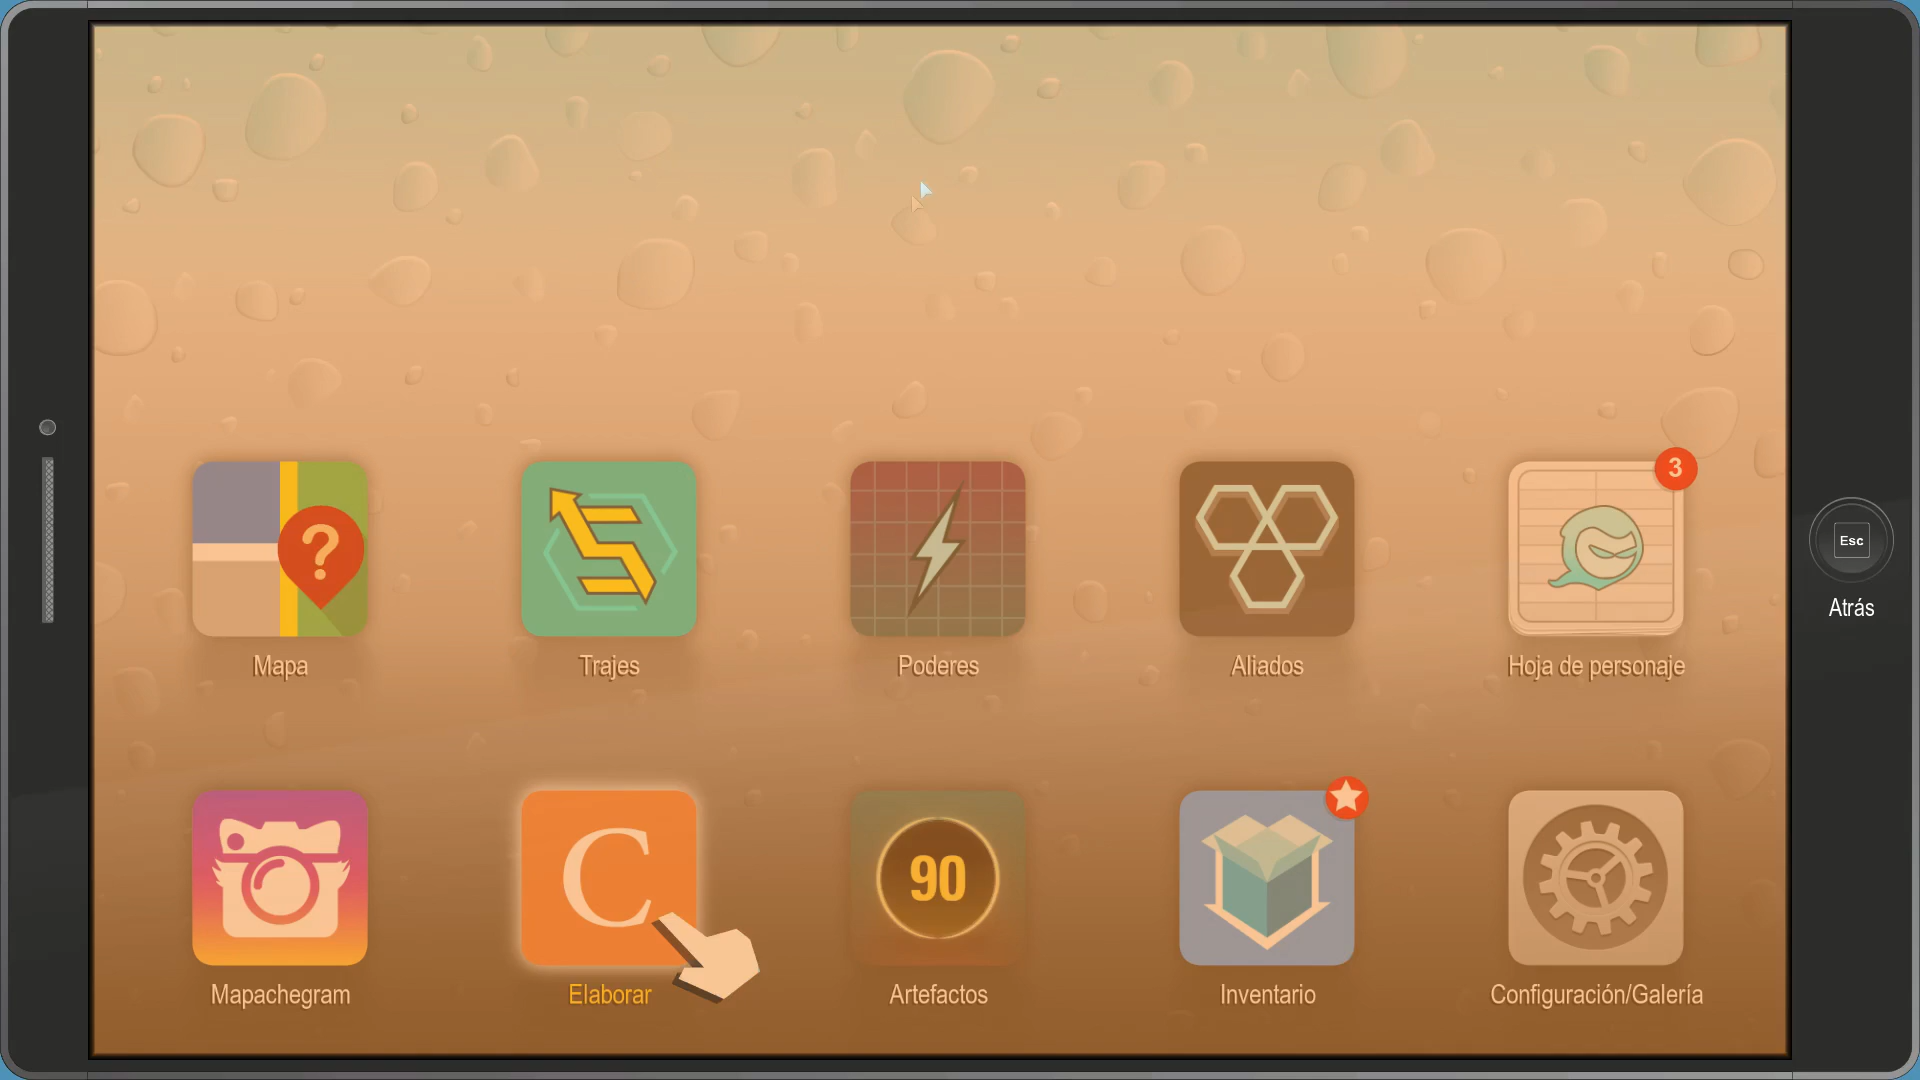 ?
3
Mapa
Trajes
Poderes
Aliados
Hoja de personaje
Esc
Atrás
C
90
Mapachegram
Elaborar
Artefactos
Inventario
Configuración/Galería